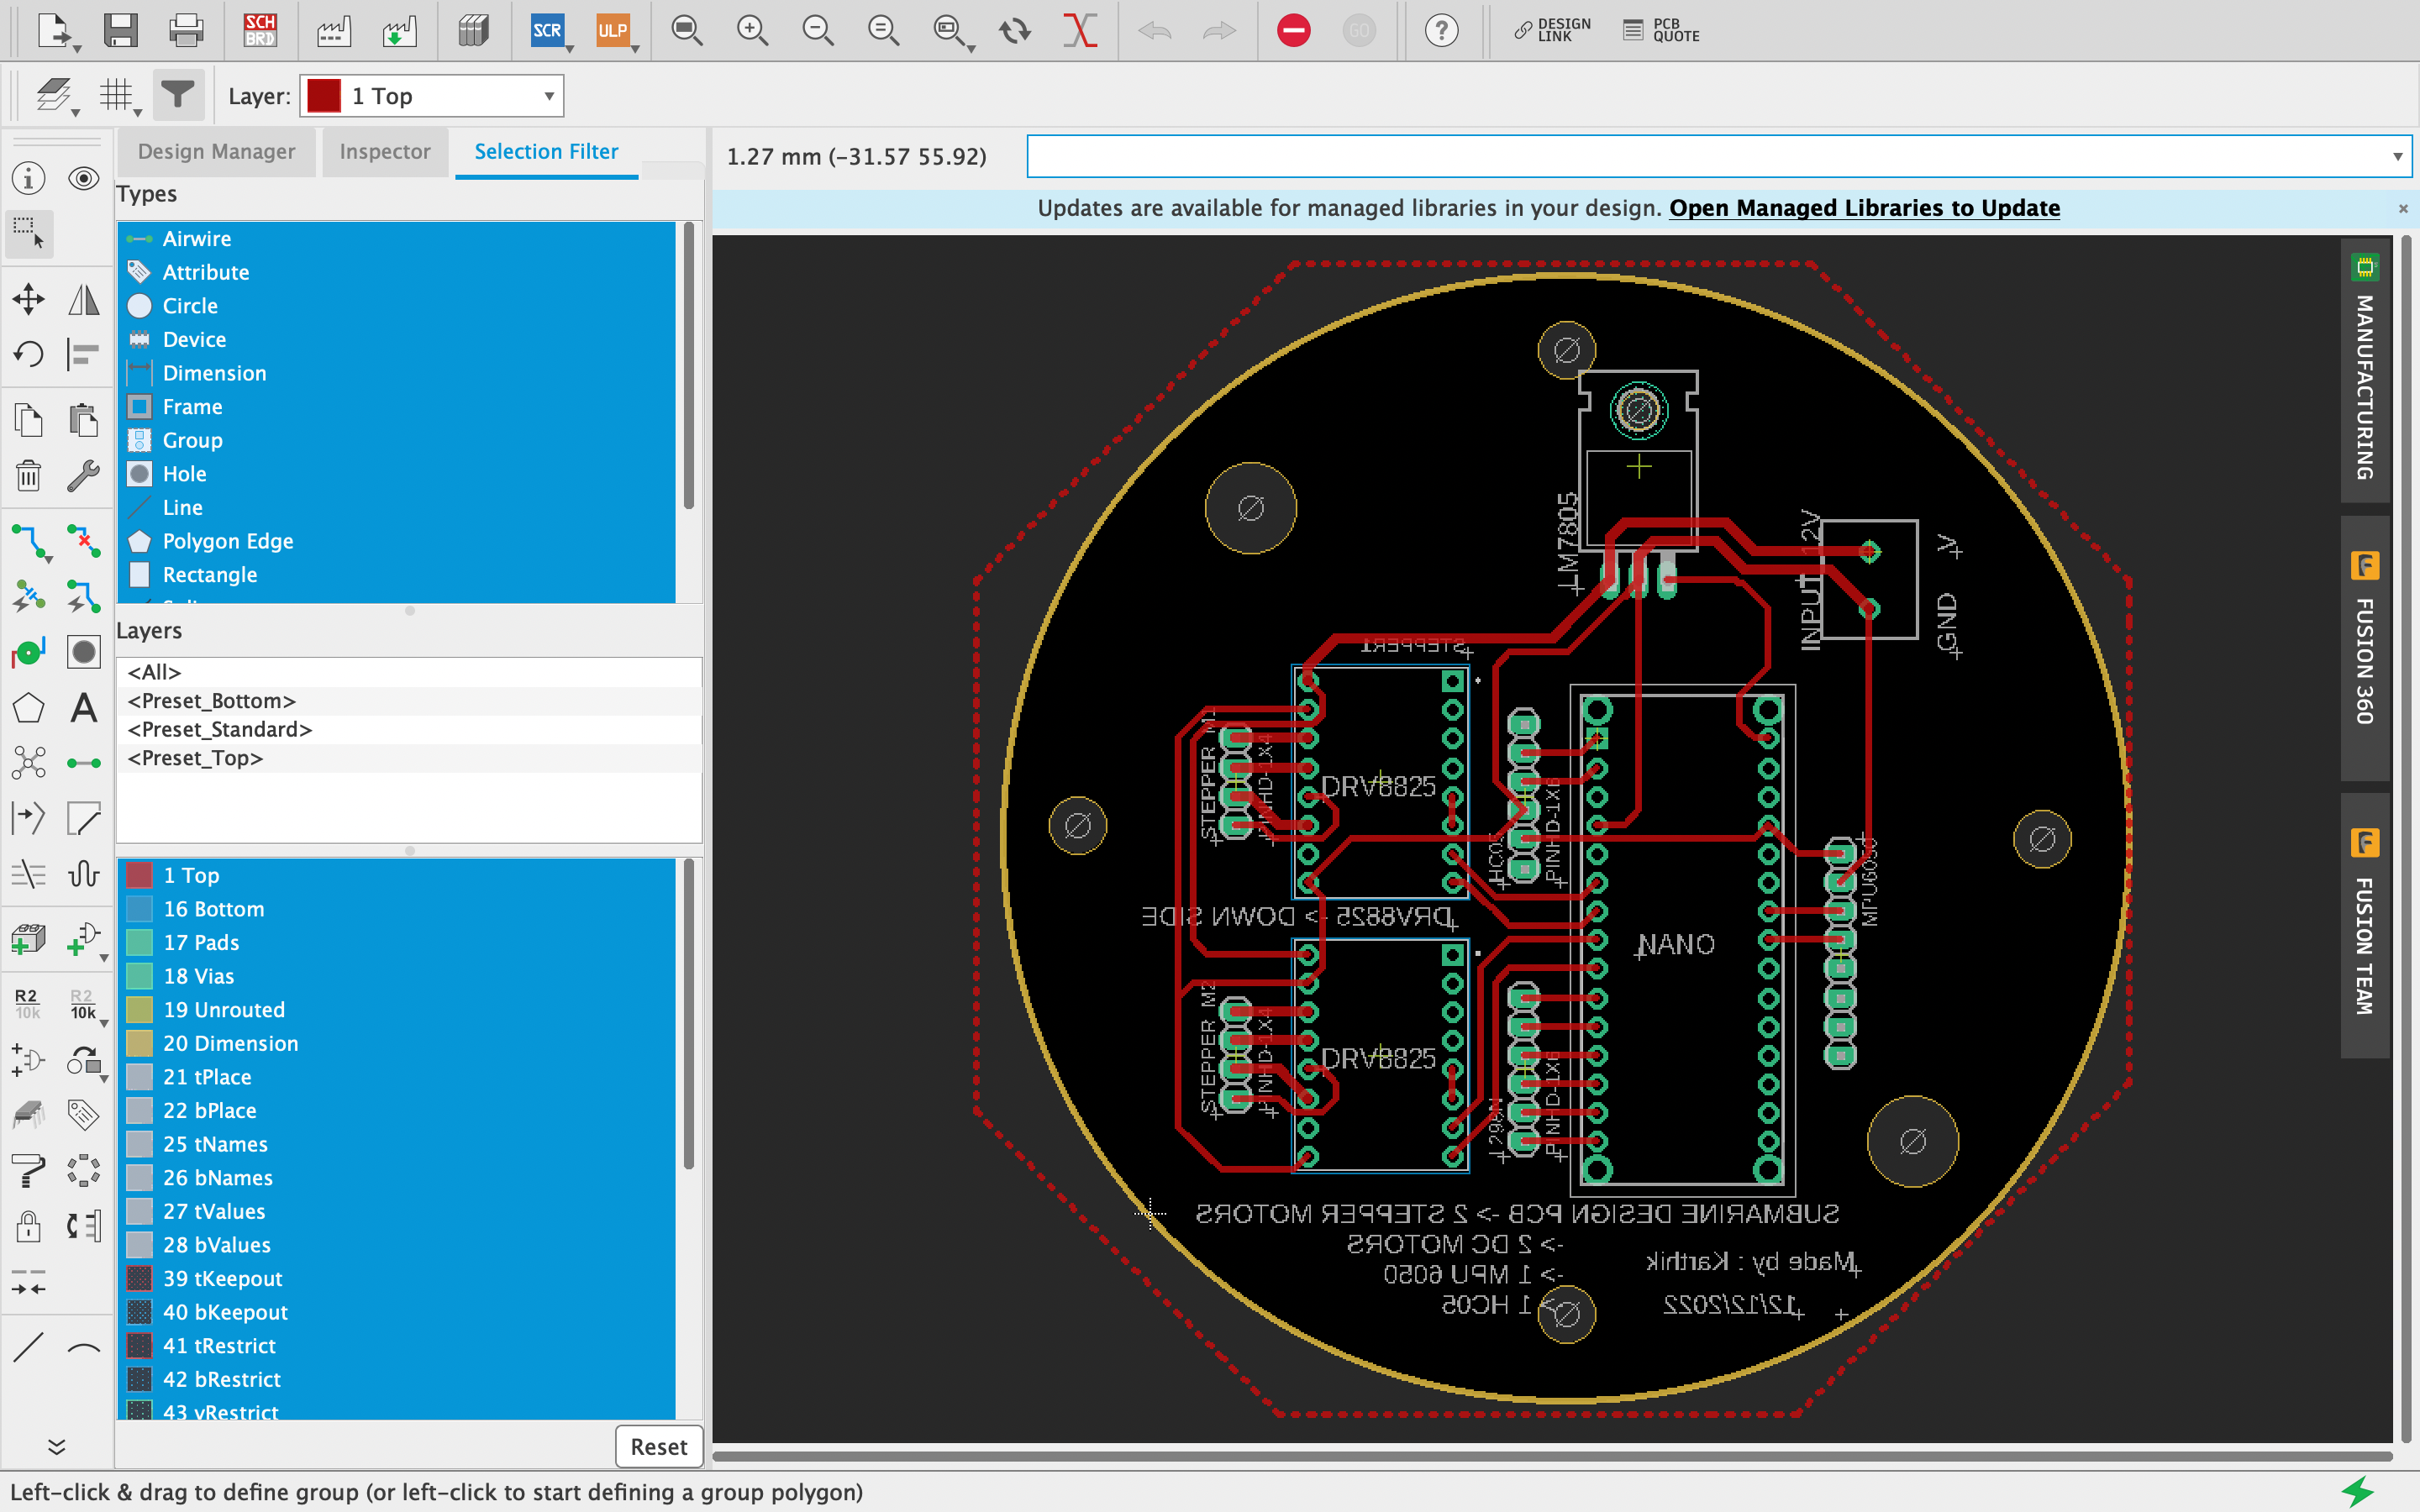 SCH
BRD
SCR
ULP
GO
?
DESIGN
LINK
PCB
QUOTE
Layer:
1 Top
Design Manager
Inspector
Selection Filter
1.27 mm (-31.57 55.92)
Updates are available for managed libraries in your design. Open Managed Libraries to Update
Types
Airwire
Attribute
Circle
Device
Dimension
Frame
Group
Hole
Line
Polygon Edge
Rectangle
Layers
<All>
<Preset_Bottom>
<Preset_Standard>
<Preset_Top>
1 Top
16 Bottom
17 Pads
18 Vias
19 Unrouted
20 Dimension
21 tPlace
22 bPlace
25 tNames
26 bNames
27 tValues
28 bValues
39 tKeepout
40 bKeepout
41 tRestrict
42 bRestrict
43 vRestrict
Reset
R2
10k
R2
10k
MANUFACTURING
FUSION 360
FUSION TEAM
LM7805
INPUT 12V
V
GND
STEPPER1
STEPPER M1
PINHD-1X4
DRV8825
HC05
PINHD-1X6
MPU6050
DRV8825 -> DOWN SIDE
NANO
STEPPER M2
PINHD-1X4
DRV8825
L298N
PINHD-1X6
SUBMARINE DESIGN PCB -> 2 STEPPER MOTORS
-> 2 DC MOTORS
-> 1 MPU 6050
-> 1 HC05
Made by : Karthik
12/12/2022
Left-click & drag to define group (or left-click to start defining a group polygon)